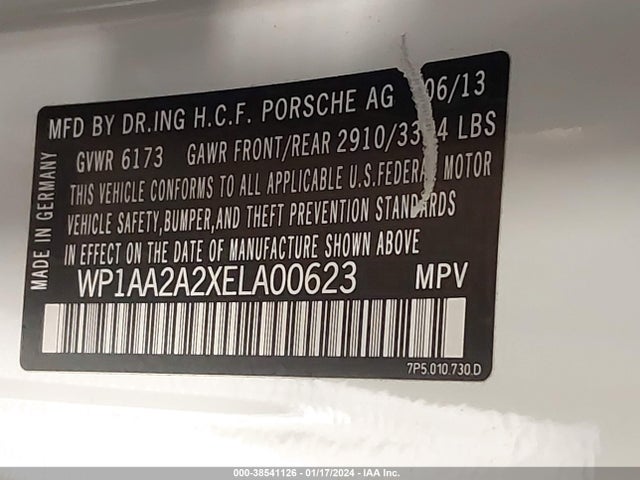 MFD BY DR.ING H.C.F. PORSCHE AG 06/13
GVWR 6173 GAWR FRONT/REAR 2910/33 4 LBS
THIS VEHICLE CONFORMS TO ALL APPLICABLE U.S.FEDERAL MOTOR
VEHICLE SAFETY,BUMPER,AND THEFT PREVENTION STANDARDS
IN EFFECT ON THE DATE OF MANUFACTURE SHOWN ABOVE
WP1AA2A2XELA00623 MPV
7P5.010.730.D
MADE IN GERMANY
000-38541126 - 01/17/2024 - IAA Inc.